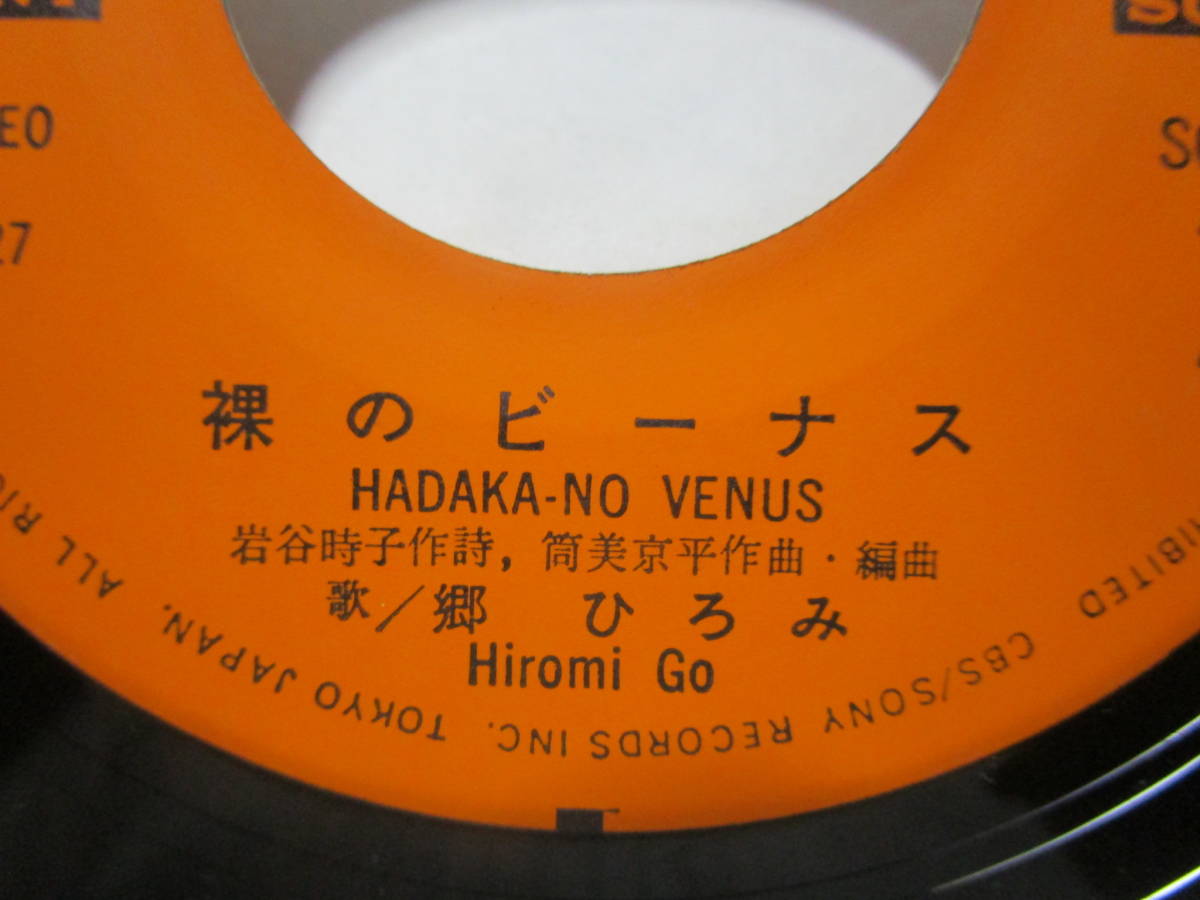 27
裸のビーナス
HADAKA-NO VENUS
岩谷時子作詩, 筒美京平作曲・編曲
歌/郷 ひろみ
Hiromi Go
CBS/SONY RECORDS INC. TOKYO JAPAN. ALL